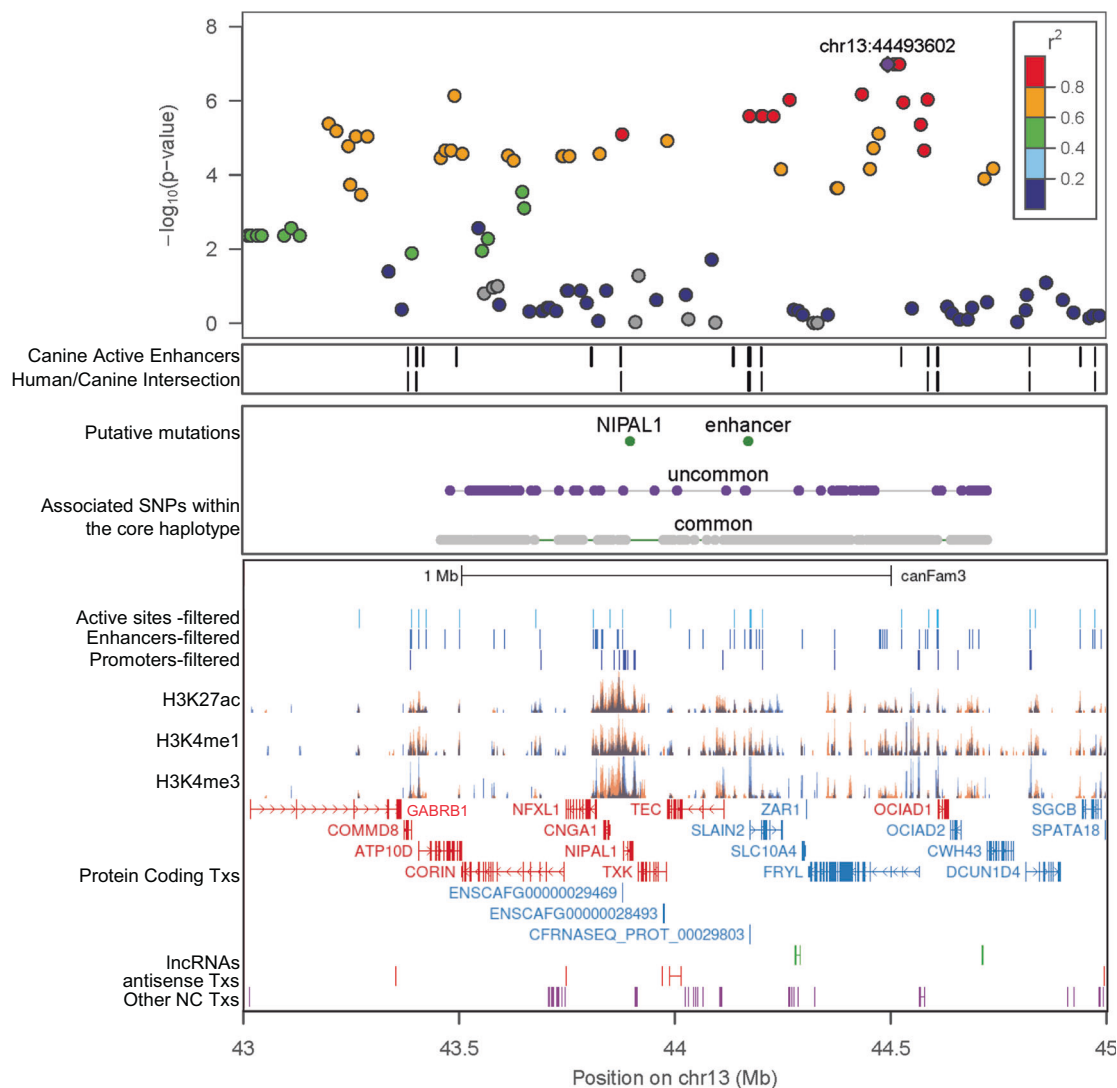 8
6
4
2
0
−log10(p−value)
chr13:44493602
r2
0.8
0.6
0.4
0.2
Canine Active Enhancers
Human/Canine Intersection
Putative mutations
NIPAL1 enhancer
uncommon
Associated SNPs within
the core haplotype
common
1 Mb canFam3
Active sites -filtered
Enhancers-filtered
Promoters-filtered
H3K27ac
H3K4me1
H3K4me3
GABRB1 NFXL1 TEC ZAR1 OCIAD1 SGCB
COMMD8 CNGA1 SLAIN2 OCIAD2 SPATA18
ATP10D NIPAL1 SLC10A4 CWH43
Protein Coding Txs
CORIN TXK FRYL DCUN1D4
ENSCAFG00000029469
ENSCAFG00000028493
CFRNASEQ_PROT_00029803
lncRNAs
antisense Txs
Other NC Txs
43 43.5 44 44.5 45
Position on chr13 (Mb)